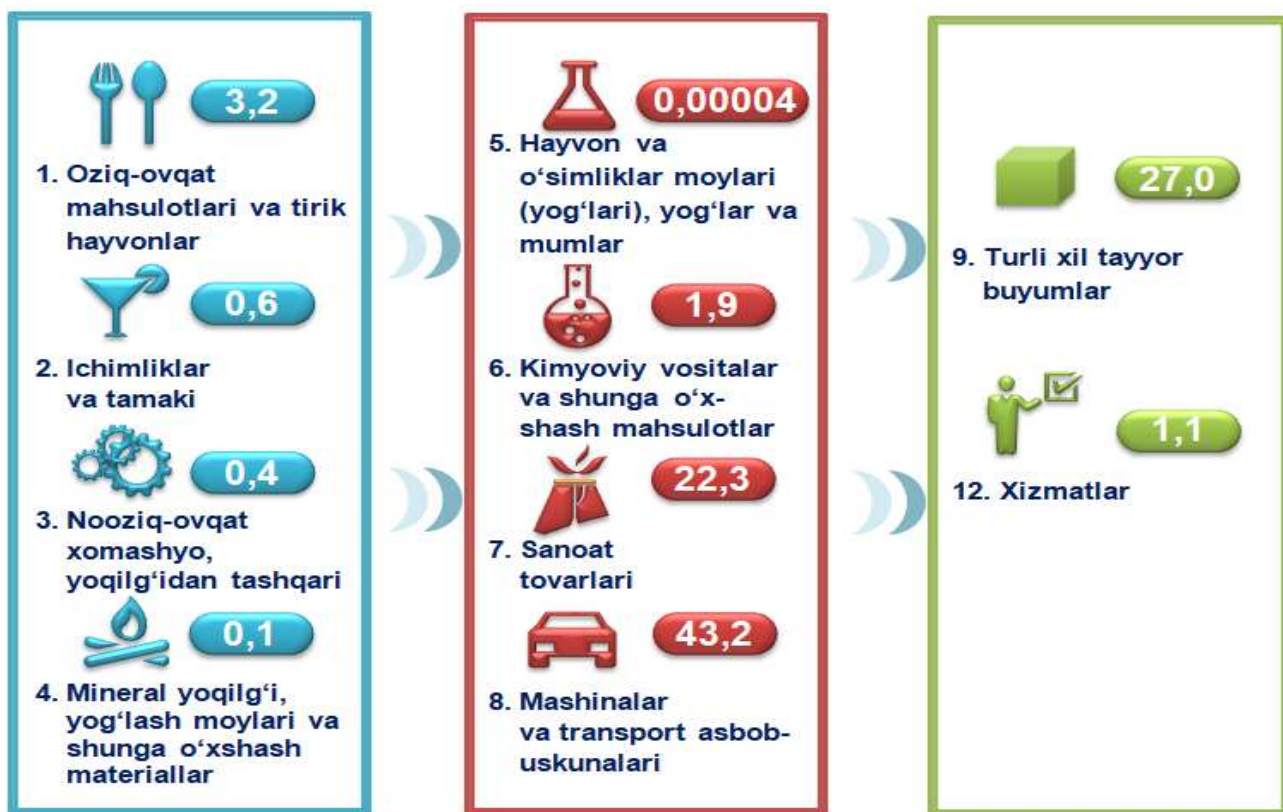 3,2
1. Oziq-ovqat
mahsulotlari va tirik
hayvonlar
0,6
2. Ichimliklar
va tamaki
0,4
3. Nooziq-ovqat
xomashyo,
yoqilg‘idan tashqari
0,1
4. Mineral yoqilg‘i,
yog‘lash moylari va
shunga o‘xshash
materiallar
0,00004
5. Hayvon va
o‘simliklar moylari
(yog‘lari), yog‘lar va
mumlar
1,9
6. Kimyoviy vositalar
va shunga o‘x-
shash mahsulotlar
22,3
7. Sanoat
tovarlari
43,2
8. Mashinalar
va transport asbob-
uskunalari
27,0
9. Turli xil tayyor
buyumlar
1,1
12. Xizmatlar